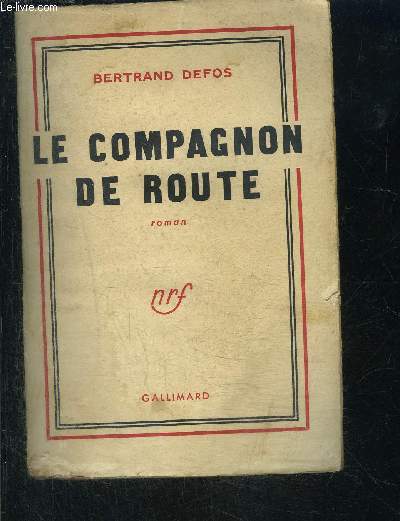 Le-livre.com
BERTRAND DEFOS
LE COMPAGNON
DE ROUTE
roman
nrf
GALLIMARD